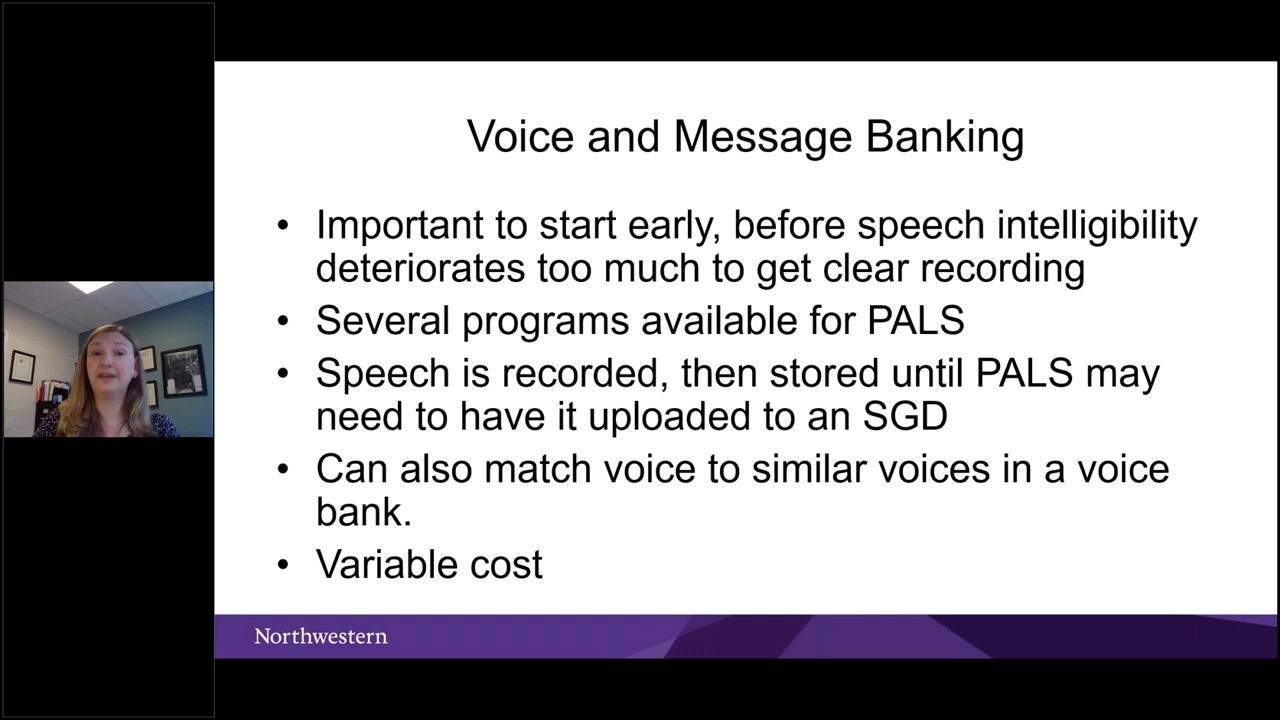 Voice and Message Banking
• Important to start early, before speech intelligibility
deteriorates too much to get clear recording
• Several programs available for PALS
• Speech is recorded, then stored until PALS may
need to have it uploaded to an SGD
• Can also match voice to similar voices in a voice
bank.
• Variable cost
Northwestern